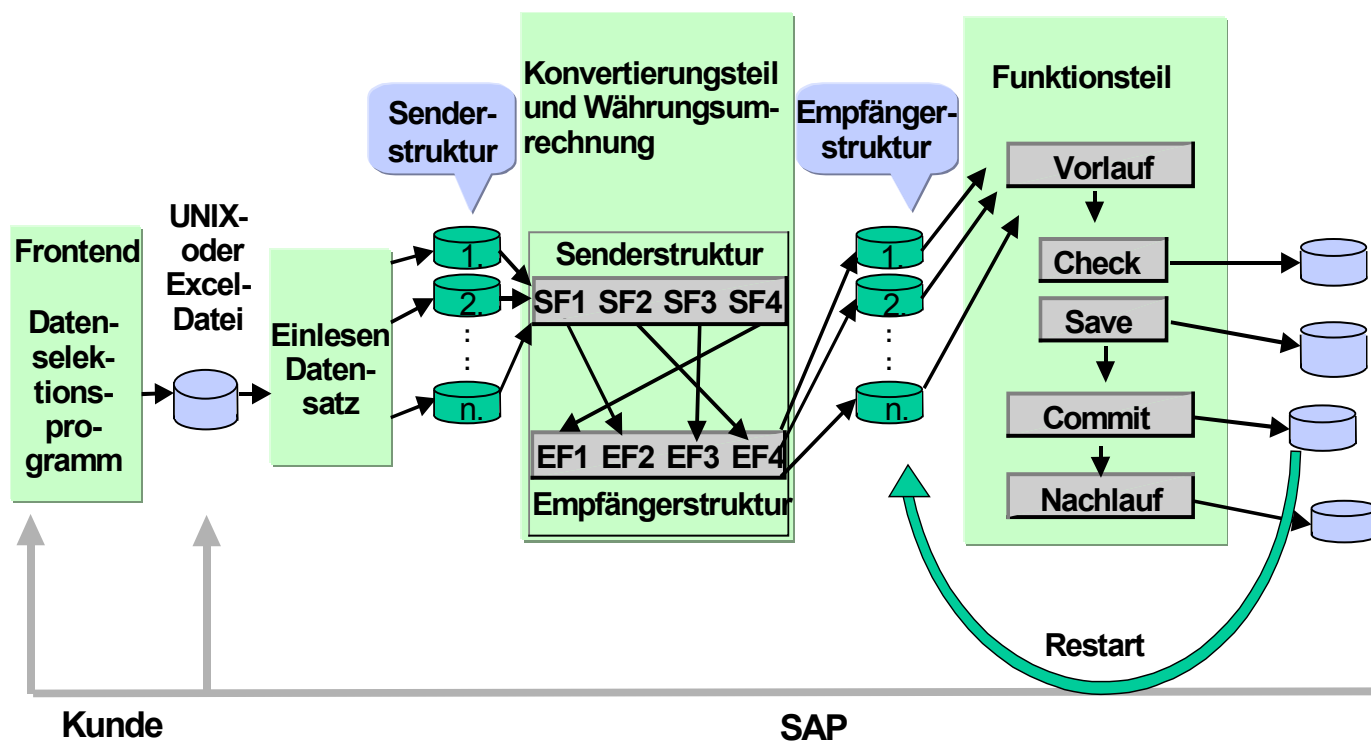 Frontend
Daten-
selek-
tions-
pro-
gramm
UNIX-
oder
Excel-
Datei
Einlesen
Daten-
satz
Sender-
struktur
1.
2.
n.
Konvertierungsteil
und Währungsum-
rechnung
Senderstruktur
SF1 SF2 SF3 SF4
EF1 EF2 EF3 EF4
Empfängerstruktur
Empfänger-
struktur
1.
2.
n.
Funktionsteil
Vorlauf
Check
Save
Commit
Nachlauf
Restart
Kunde
SAP